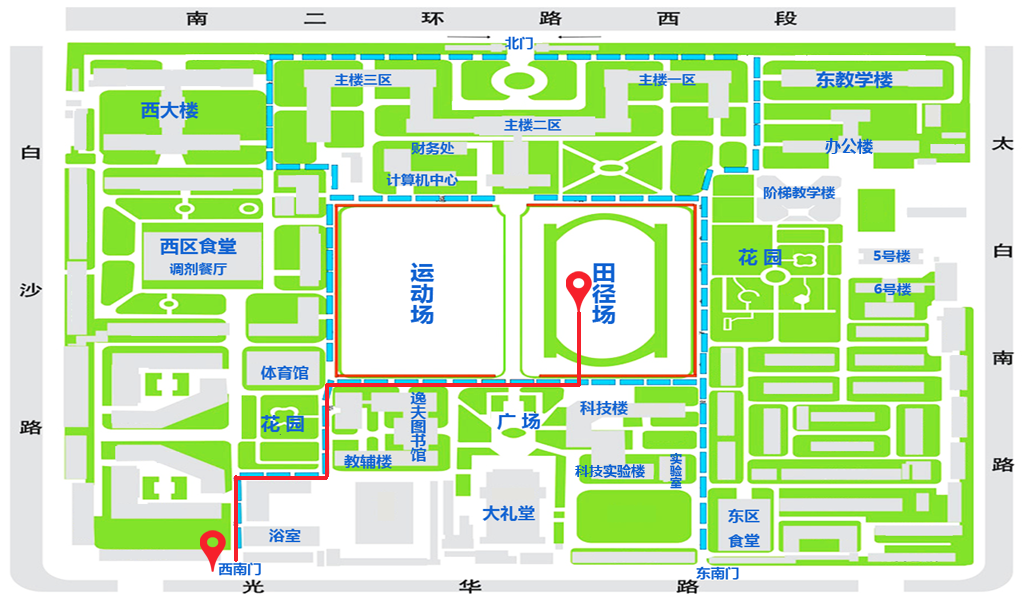 南二环路西段
北门
主楼三区
主楼一区
东教学楼
西大楼
主楼二区
财务处
办公楼
计算机中心
阶梯教学楼
白沙路
太白南路
西区食堂
调剂餐厅
运动场
田径场
花园
5号楼
6号楼
体育馆
花园
逸夫图书馆
广场
科技楼
教辅楼
科技实验楼
实验室
大礼堂
东区
食堂
浴室
西南门
东南门
光华路